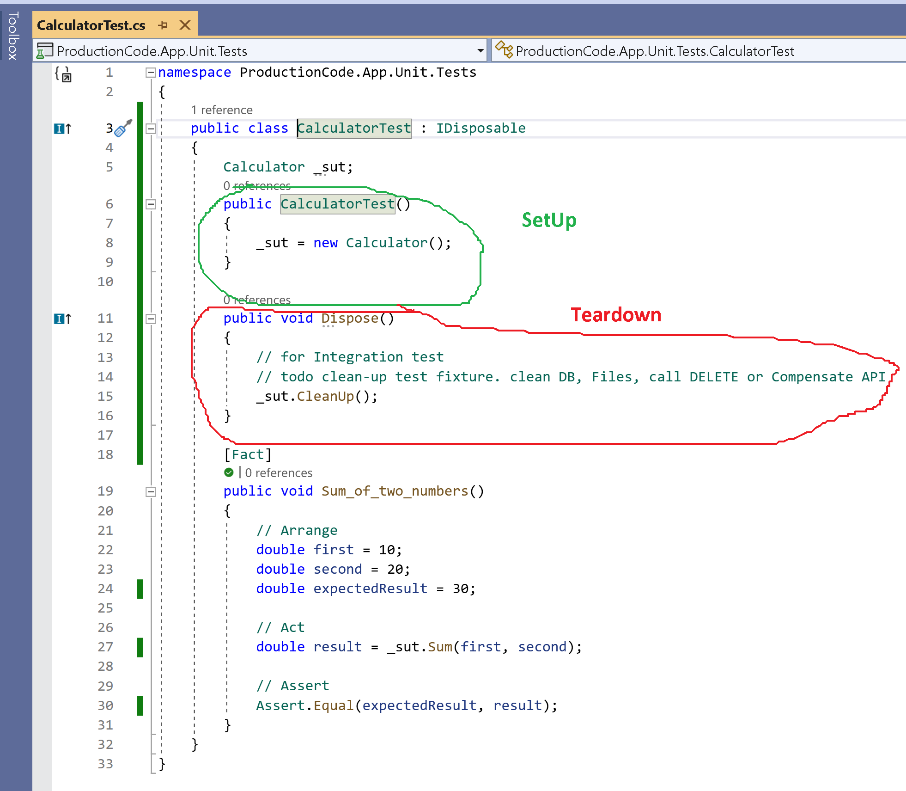 Toolbox
CalculatorTest.cs
ProductionCode.App.Unit.Tests
ProductionCode.App.Unit.Tests.CalculatorTest
1 namespace ProductionCode.App.Unit.Tests
2 {
1 reference
3 public class CalculatorTest : IDisposable
4 {
5 Calculator _sut;
0 references
6 public CalculatorTest()
SetUp
7 {
8 _sut = new Calculator();
9 }
10
0 references
Teardown
11 public void Dispose()
12 {
13 // for Integration test
14 // todo clean-up test fixture. clean DB, Files, call DELETE or Compensate API
15 _sut.CleanUp();
16 }
17
18 [Fact]
| 0 references
19 public void Sum_of_two_numbers()
20 {
21 // Arrange
22 double first = 10;
23 double second = 20;
24 double expectedResult = 30;
25
26 // Act
27 double result = _sut.Sum(first, second);
28
29 // Assert
30 Assert.Equal(expectedResult, result);
31 }
32 }
33 }